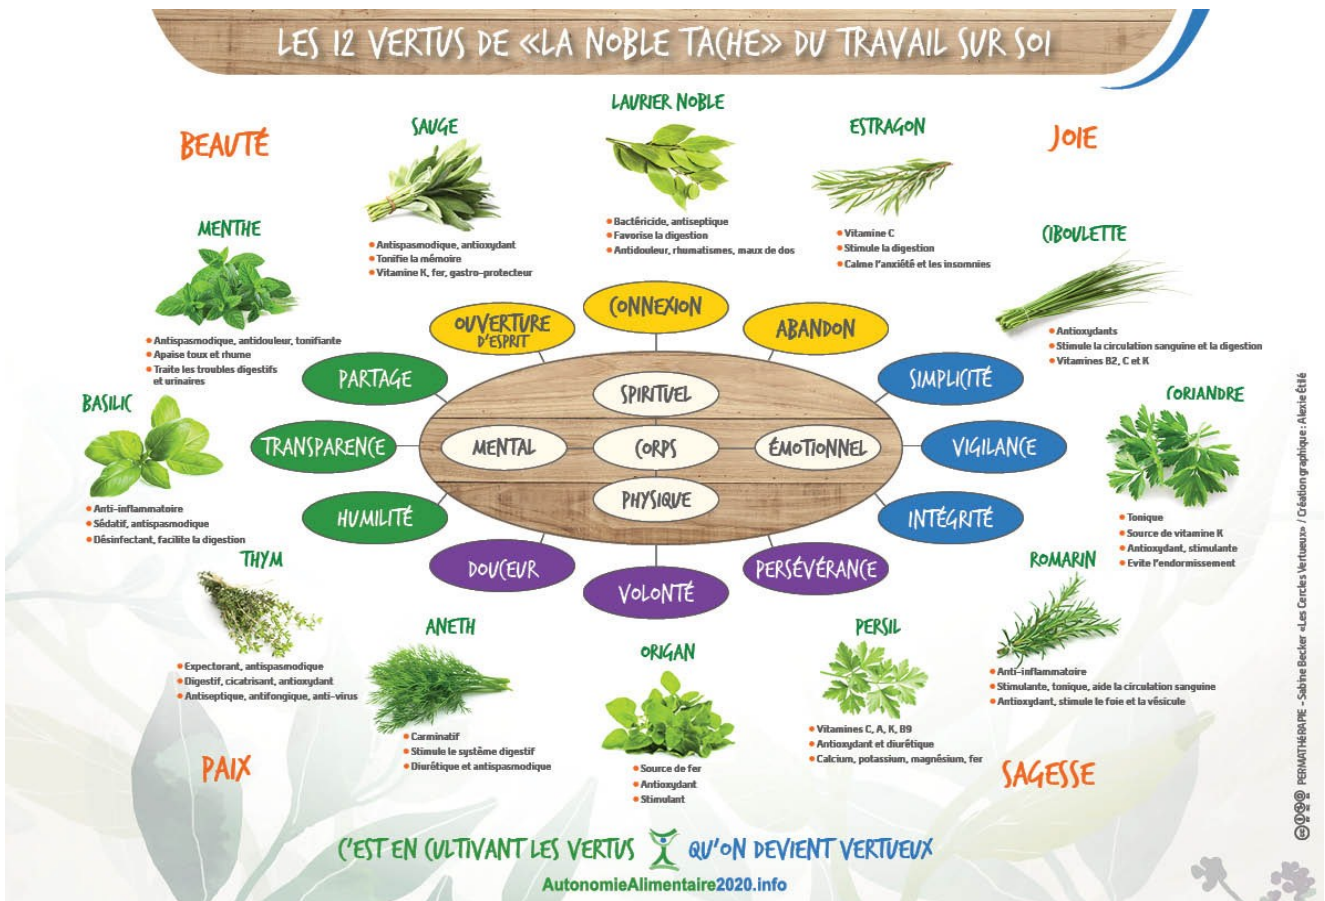 LES 12 VERTUS DE «LA NOBLE TACHE» DU TRAVAIL SUR SOI
BEAUTÉ
JOIE
LAURIER NOBLE
• Bactéricide, antiseptique
• Favorise la digestion
• Antidouleur, rhumatismes, maux de dos
SAUGE
• Antispasmodique, antioxydant
• Tonifie la mémoire
• Vitamine K, fer, gastro-protecteur
ESTRAGON
• Vitamine C
• Stimule la digestion
• Calme l'anxiété et les insomnies
MENTHE
• Antispasmodique, antidouleur, tonifiante
• Apaise toux et rhume
• Traite les troubles digestifs
et urinaires
CIBOULETTE
• Antioxydants
• Stimule la circulation sanguine et la digestion
• Vitamines B2, C et K
BASILIC
• Anti-inflammatoire
• Sédatif, antispasmodique
• Désinfectant, facilite la digestion
CORIANDRE
• Tonique
• Source de vitamine K
• Antioxydant, stimulante
• Evite l'endormissement
OUVERTURE
D'ESPRIT
CONNEXION
ABANDON
PARTAGE
SIMPLICITÉ
TRANSPARENCE
VIGILANCE
HUMILITÉ
INTÉGRITÉ
DOUCEUR
VOLONTÉ
PERSÉVÉRANCE
SPIRITUEL
MENTAL
CORPS
ÉMOTIONNEL
PHYSIQUE
THYM
• Expectorant, antispasmodique
• Digestif, cicatrisant, antioxydant
• Antiseptique, antifongique, anti-virus
ROMARIN
• Anti-inflammatoire
• Stimulante, tonique, aide la circulation sanguine
• Antioxydant, stimule le foie et la vésicule
ANETH
• Carminatif
• Stimule le système digestif
• Diurétique et antispasmodique
ORIGAN
• Source de fer
• Antioxydant
• Stimulant
PERSIL
• Vitamines C, A, K, B9
• Antioxydant et diurétique
• Calcium, potassium, magnésium, fer
PAIX
SAGESSE
C'EST EN CULTIVANT LES VERTUS QU'ON DEVIENT VERTUEUX
AutonomieAlimentaire2020.info
PERMATHéRAPIE - Sabine Becker «Les Cercles Vertueux» / Création graphique : Alexie Étilé